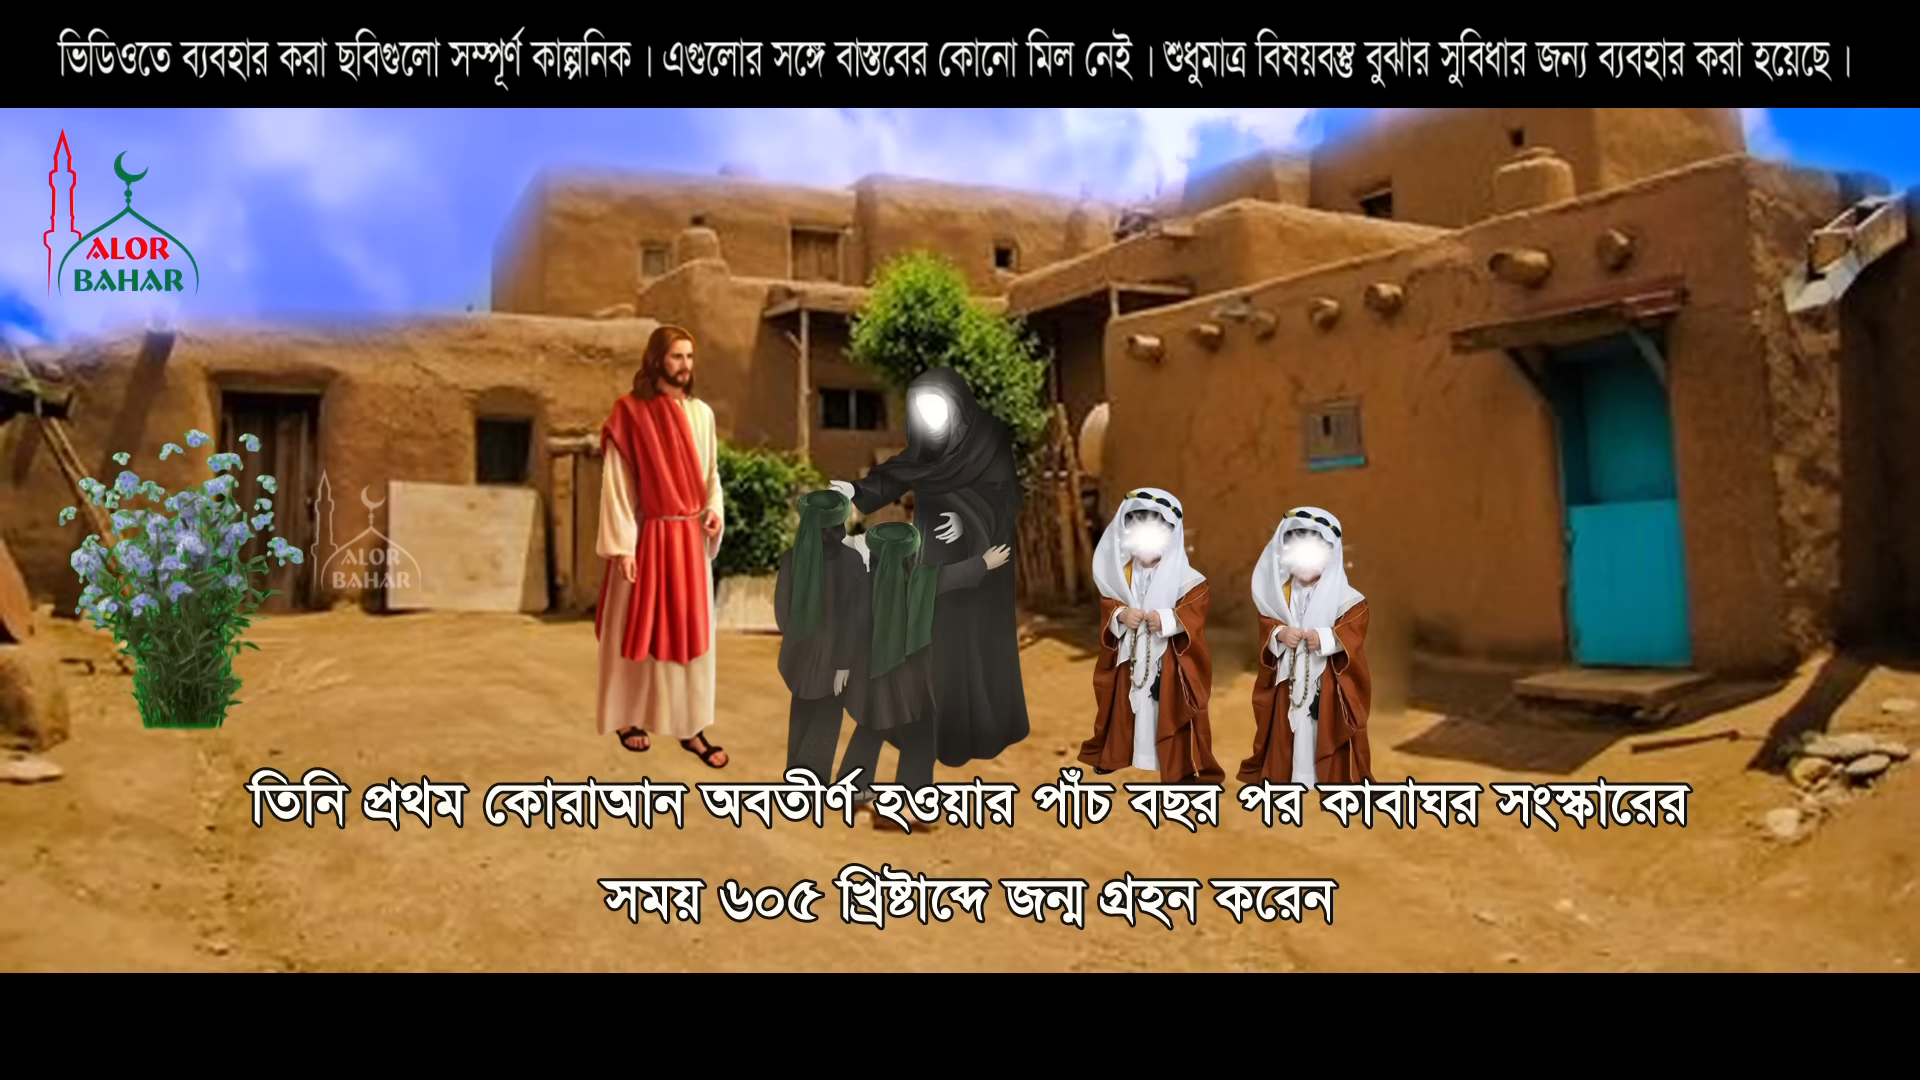 ভিডিওতে ব্যবহার করা ছবিগুলো সম্পূর্ণ কাল্পনিক । এগুলোর সঙ্গে বাস্তবের কোনো মিল নেই । শুধুমাত্র বিষয়বস্তু বুঝার সুবিধার জন্য ব্যবহার করা হয়েছে ।
ALOR
BAHAR
ALOR
BAHAR
তিনি প্রথম কোরাআন অবতীর্ণ হওয়ার পাঁচ বছর পর কাবাঘর সংস্কারের
সময় ৬০৫ খ্রিষ্টাব্দে জন্ম গ্রহন করেন